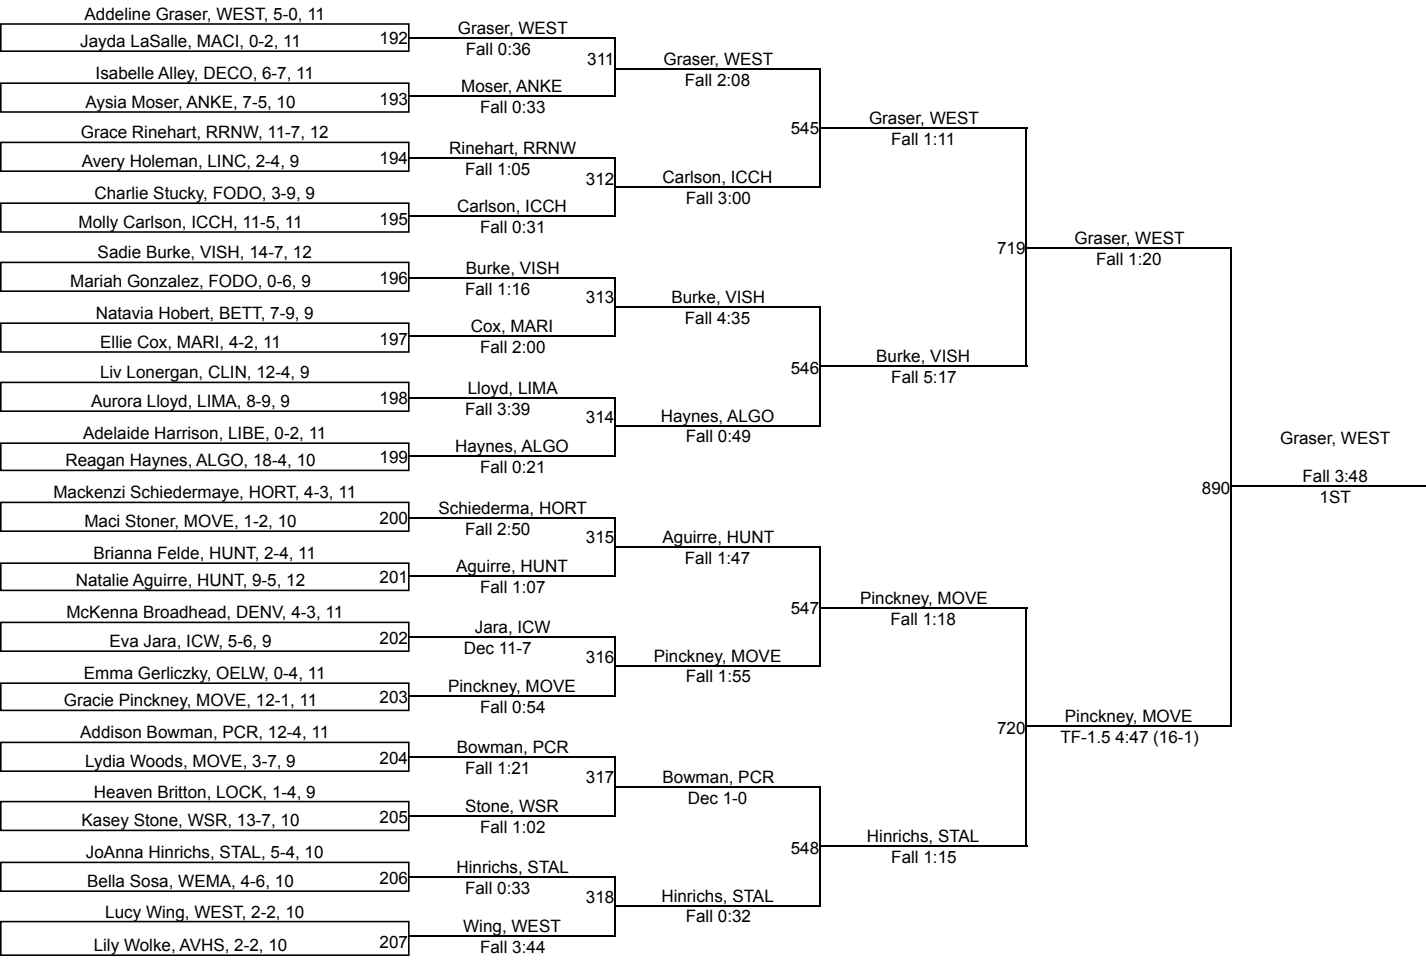 Addeline Graser, WEST, 5-0, 11
Jayda LaSalle, MACI, 0-2, 11
192
Isabelle Alley, DECO, 6-7, 11
Aysia Moser, ANKE, 7-5, 10
193
Grace Rinehart, RRNW, 11-7, 12
Avery Holeman, LINC, 2-4, 9
194
Charlie Stucky, FODO, 3-9, 9
Molly Carlson, ICCH, 11-5, 11
195
Sadie Burke, VISH, 14-7, 12
Mariah Gonzalez, FODO, 0-6, 9
196
Natavia Hobert, BETT, 7-9, 9
Ellie Cox, MARI, 4-2, 11
197
Liv Lonergan, CLIN, 12-4, 9
Aurora Lloyd, LIMA, 8-9, 9
198
Adelaide Harrison, LIBE, 0-2, 11
Reagan Haynes, ALGO, 18-4, 10
199
Mackenzi Schiedermaye, HORT, 4-3, 11
Maci Stoner, MOVE, 1-2, 10
200
Brianna Felde, HUNT, 2-4, 11
Natalie Aguirre, HUNT, 9-5, 12
201
McKenna Broadhead, DENV, 4-3, 11
Eva Jara, ICW, 5-6, 9
202
Emma Gerliczky, OELW, 0-4, 11
Gracie Pinckney, MOVE, 12-1, 11
203
Addison Bowman, PCR, 12-4, 11
Lydia Woods, MOVE, 3-7, 9
204
Heaven Britton, LOCK, 1-4, 9
Kasey Stone, WSR, 13-7, 10
205
JoAnna Hinrichs, STAL, 5-4, 10
Bella Sosa, WEMA, 4-6, 10
206
Lucy Wing, WEST, 2-2, 10
Lily Wolke, AVHS, 2-2, 10
207
Graser, WEST
Fall 0:36
311
Moser, ANKE
Fall 0:33
Rinehart, RRNW
Fall 1:05
312
Carlson, ICCH
Fall 0:31
Burke, VISH
Fall 1:16
313
Cox, MARI
Fall 2:00
Lloyd, LIMA
Fall 3:39
314
Haynes, ALGO
Fall 0:21
Schiederma, HORT
Fall 2:50
315
Aguirre, HUNT
Fall 1:07
Jara, ICW
Dec 11-7
316
Pinckney, MOVE
Fall 0:54
Bowman, PCR
Fall 1:21
317
Stone, WSR
Fall 1:02
Hinrichs, STAL
Fall 0:33
318
Wing, WEST
Fall 3:44
Graser, WEST
Fall 2:08
545
Carlson, ICCH
Fall 3:00
Burke, VISH
Fall 4:35
546
Haynes, ALGO
Fall 0:49
Aguirre, HUNT
Fall 1:47
547
Pinckney, MOVE
Fall 1:55
Bowman, PCR
Dec 1-0
548
Hinrichs, STAL
Fall 0:32
Graser, WEST
Fall 1:11
719
Burke, VISH
Fall 5:17
Pinckney, MOVE
Fall 1:18
720
Hinrichs, STAL
Fall 1:15
Graser, WEST
Fall 1:20
890
Pinckney, MOVE
TF-1.5 4:47 (16-1)
Graser, WEST
Fall 3:48
1ST